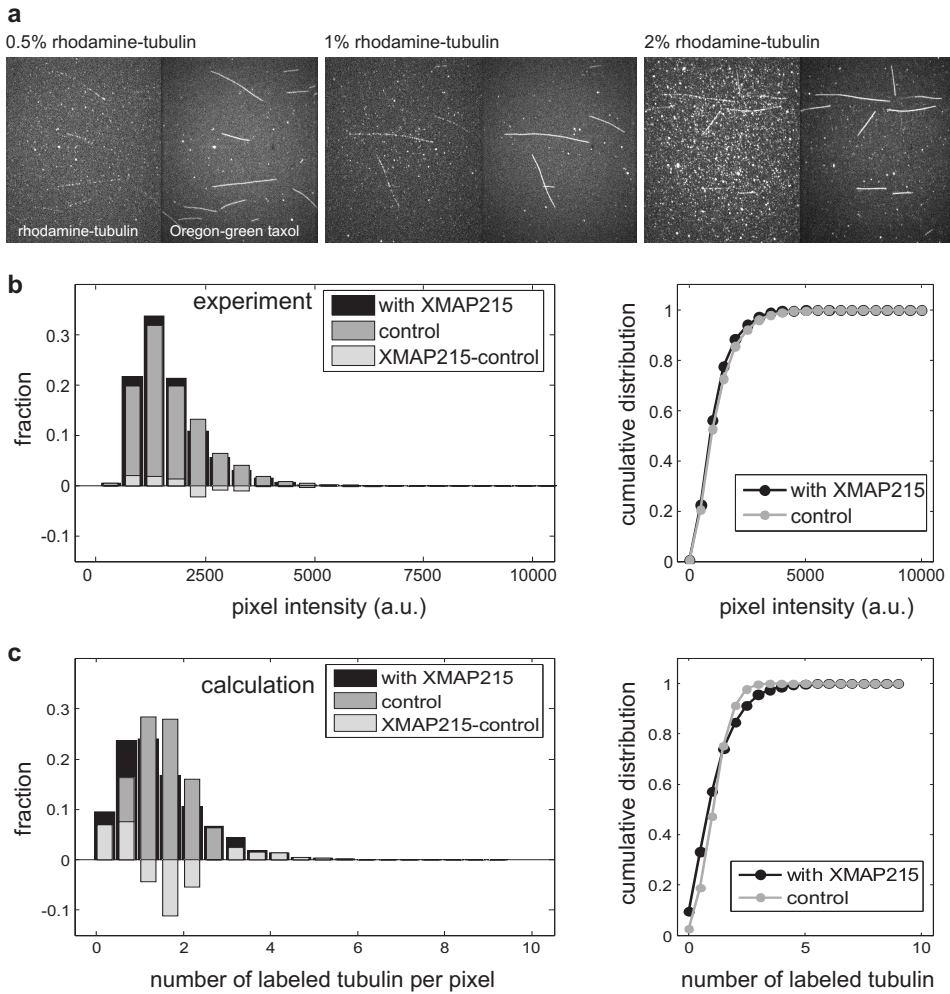 a
0.5% rhodamine-tubulin
1% rhodamine-tubulin
2% rhodamine-tubulin
rhodamine-tubulin
Oregon-green taxol
b
experiment
with XMAP215
control
XMAP215-control
fraction
0.3
0.2
0.1
0
-0.1
0
2500
5000
7500
10000
pixel intensity (a.u.)
cumulative distribution
1
0.8
0.6
0.4
0.2
0
with XMAP215
control
0
5000
10000
pixel intensity (a.u.)
c
calculation
with XMAP215
control
XMAP215-control
fraction
0.3
0.2
0.1
0
-0.1
0
2
4
6
8
10
number of labeled tubulin per pixel
cumulative distribution
1
0.8
0.6
0.4
0.2
0
with XMAP215
control
0
5
10
number of labeled tubulin